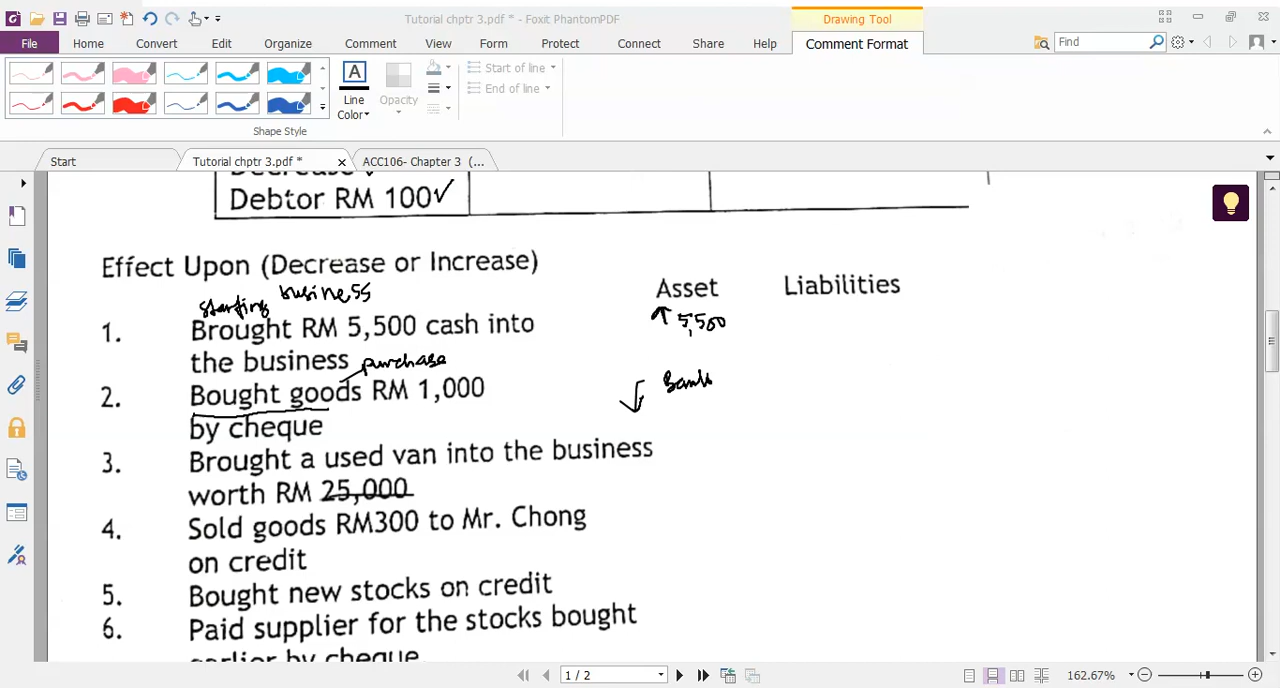 Tutorial chptr 3.pdf * - Foxit PhantomPDF
Drawing Tool
File Home Convert Edit Organize Comment View Form Protect Connect Share Help Comment Format Find
A
Line Color
Opacity
Start of line
End of line
Shape Style
Start
Tutorial chptr 3.pdf *
ACC106- Chapter 3 (...
Decrease ✓
Debtor RM 100✓
Effect Upon (Decrease or Increase)
Asset Liabilities
starting business
1. Brought RM 5,500 cash into
↑ 5,500
the business
purchase
2. Bought goods RM 1,000
↓ Bank
by cheque
3. Brought a used van into the business
worth RM 25,000
4. Sold goods RM300 to Mr. Chong
on credit
5. Bought new stocks on credit
6. Paid supplier for the stocks bought
earlier by cheque
1 / 2
162.67%